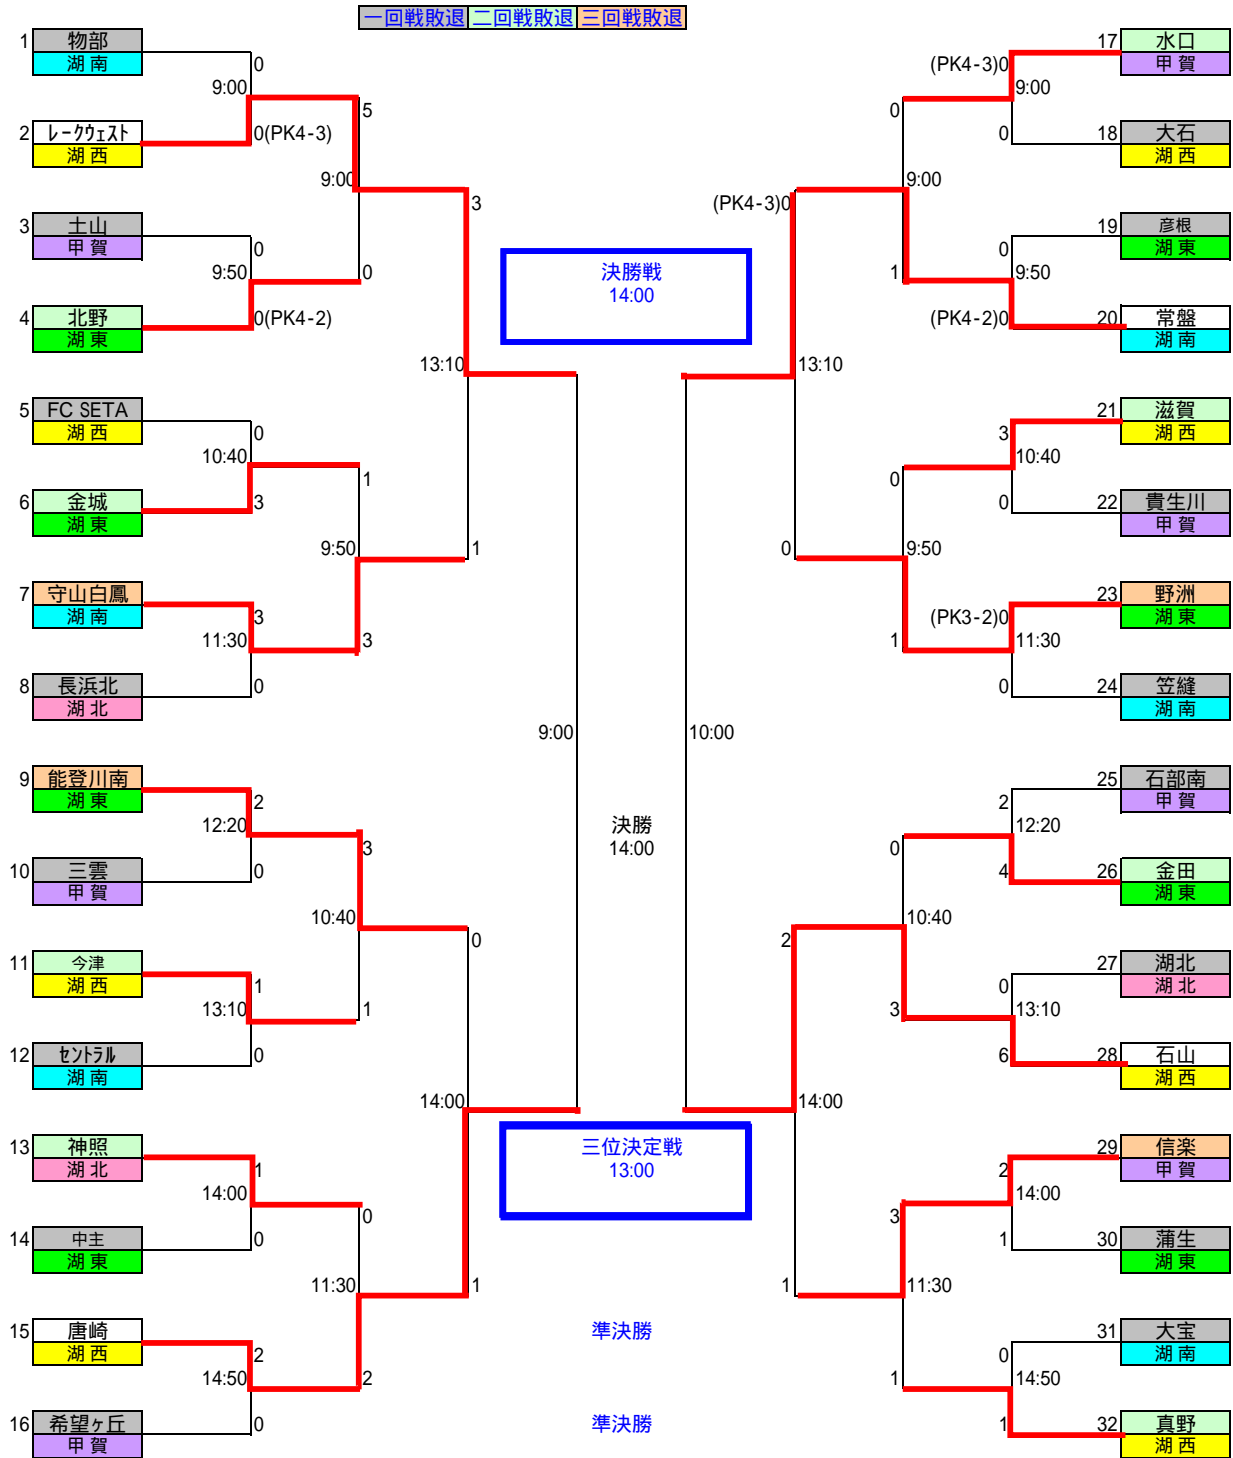 一回戦敗退 二回戦敗退 三回戦敗退
1 物部
湖南
0
9:00
2 ﾚｰｸｳｪｽﾄ
湖西
0(PK4-3)
5
9:00
3 土山
甲賀
0
9:50
4 北野
湖東
0(PK4-2)
0
3
13:10
5 FC SETA
湖西
0
10:40
6 金城
湖東
3
1
9:50
7 守山白鳳
湖南
3
11:30
8 長浜北
湖北
0
3
1
9:00
9 能登川南
湖東
2
12:20
10 三雲
甲賀
0
3
10:40
11 今津
湖西
1
13:10
12 ｾﾝﾄﾗﾙ
湖南
0
1
0
14:00
13 神照
湖北
1
14:00
14 中主
湖東
0
0
11:30
15 唐崎
湖西
2
14:50
16 希望ヶ丘
甲賀
0
2
1
決勝戦
14:00
決勝
14:00
三位決定戦
13:00
準決勝
準決勝
17 水口
甲賀
(PK4-3)0
9:00
18 大石
湖西
0
0
9:00
19 彦根
湖東
0
9:50
20 常盤
湖南
(PK4-2)0
1
(PK4-3)0
13:10
21 滋賀
湖西
3
10:40
22 貴生川
甲賀
0
0
9:50
23 野洲
湖東
(PK3-2)0
11:30
24 笠縫
湖南
0
1
0
10:00
25 石部南
甲賀
2
12:20
26 金田
湖東
4
0
10:40
27 湖北
湖北
0
13:10
28 石山
湖西
6
3
2
14:00
29 信楽
甲賀
2
14:00
30 蒲生
湖東
1
3
11:30
31 大宝
湖南
0
14:50
32 真野
湖西
1
1
1